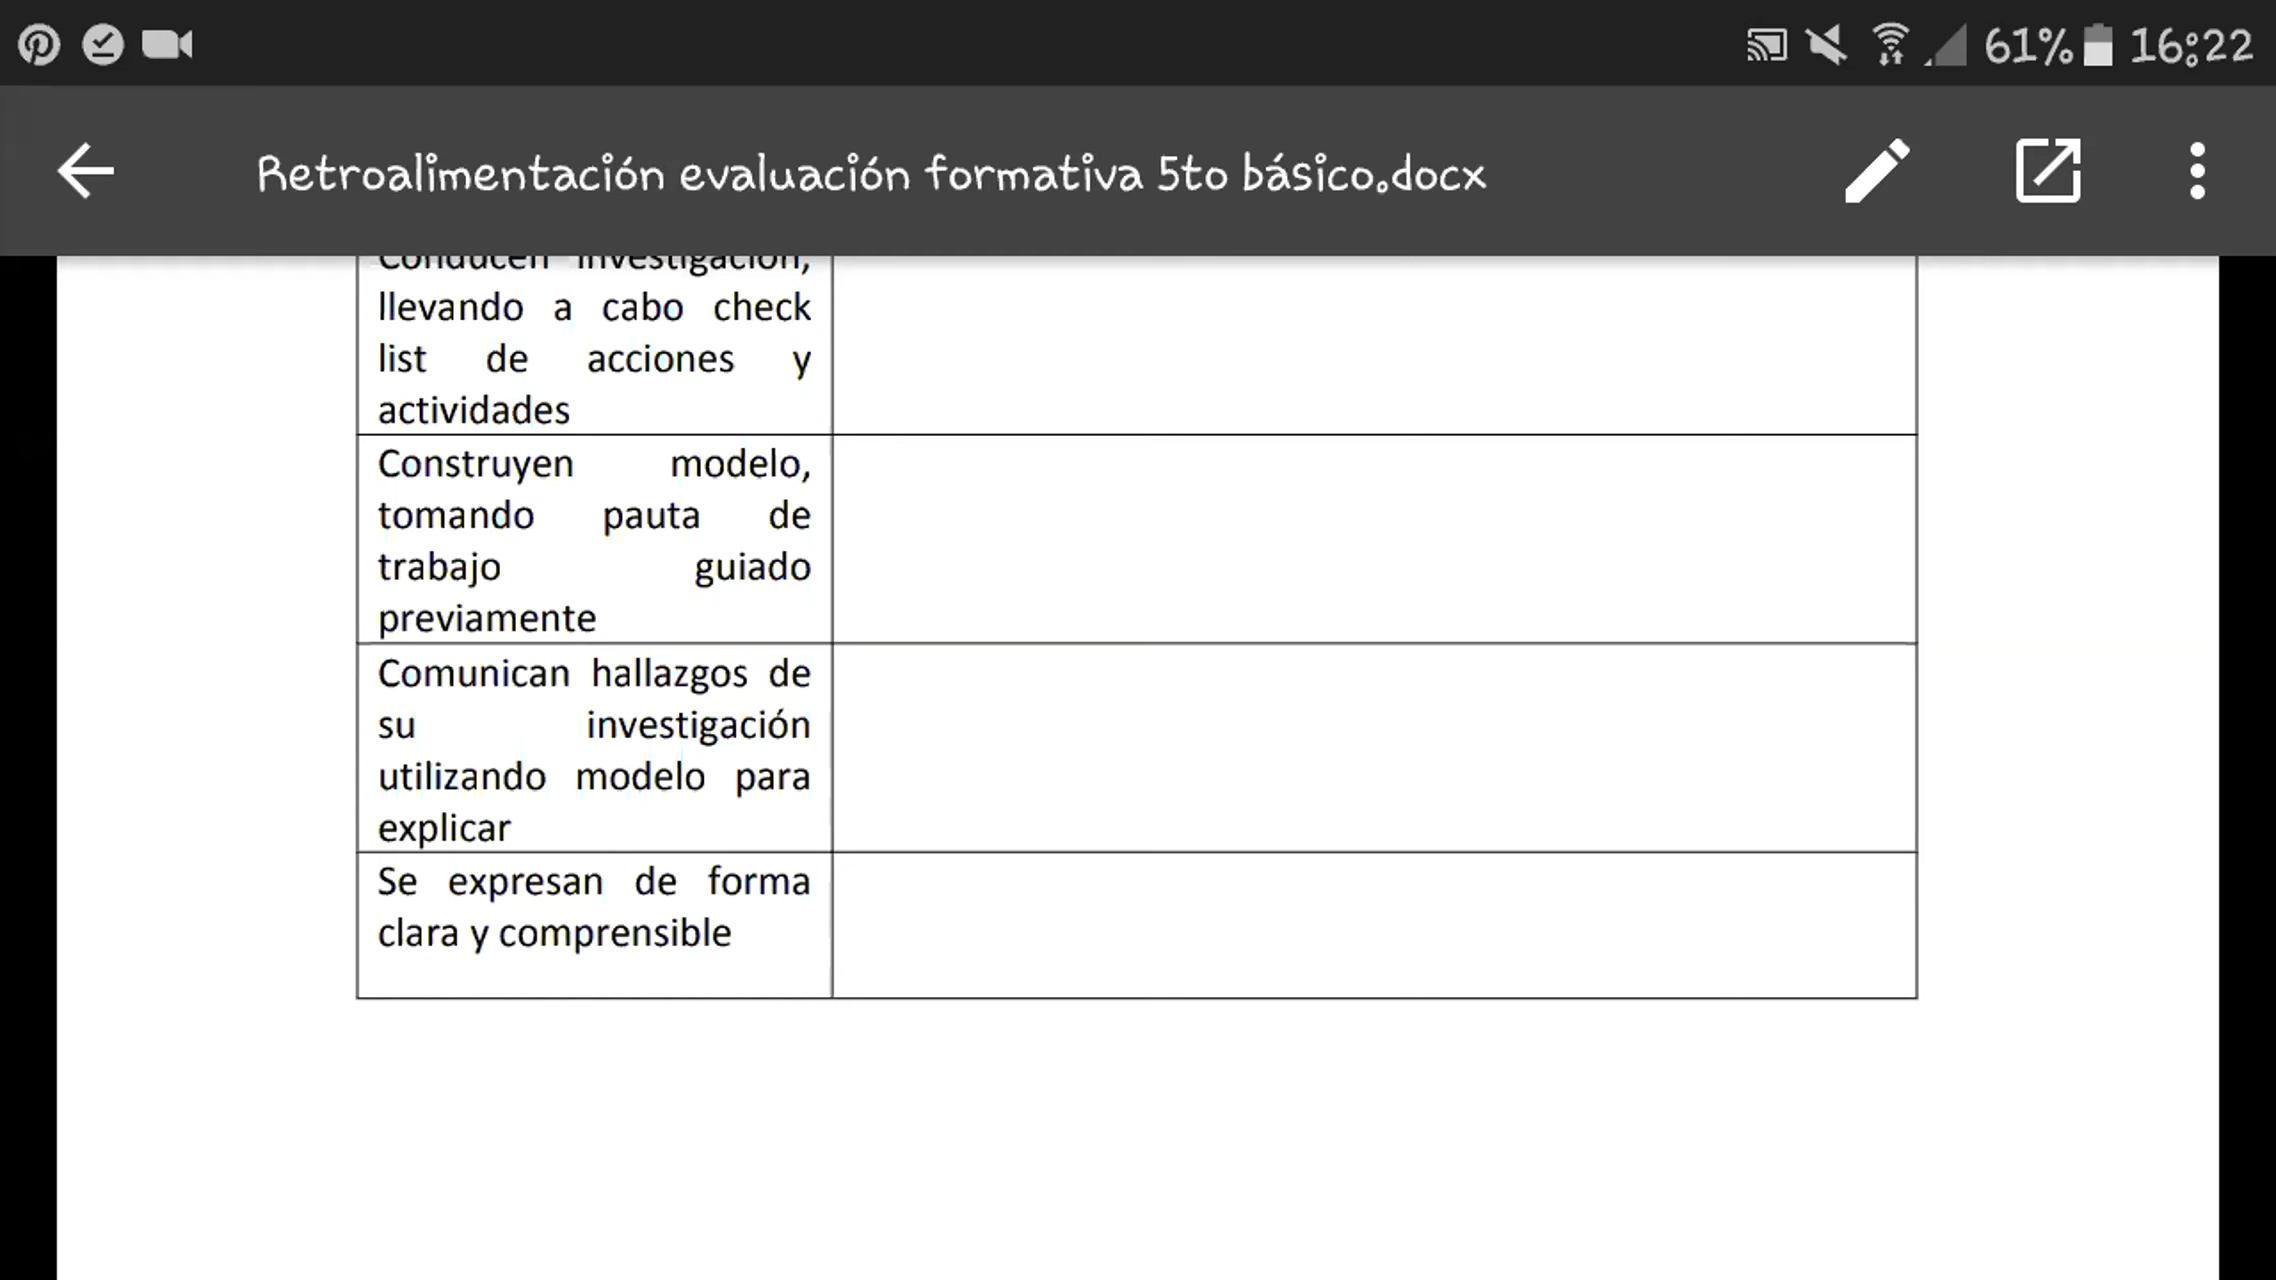 61% 16:22
Retroalimentación evaluación formativa 5to básico.docx
Conducen investigación,
llevando a cabo check
list de acciones y
actividades
Construyen modelo,
tomando pauta de
trabajo guiado
previamente
Comunican hallazgos de
su investigación
utilizando modelo para
explicar
Se expresan de forma
clara y comprensible